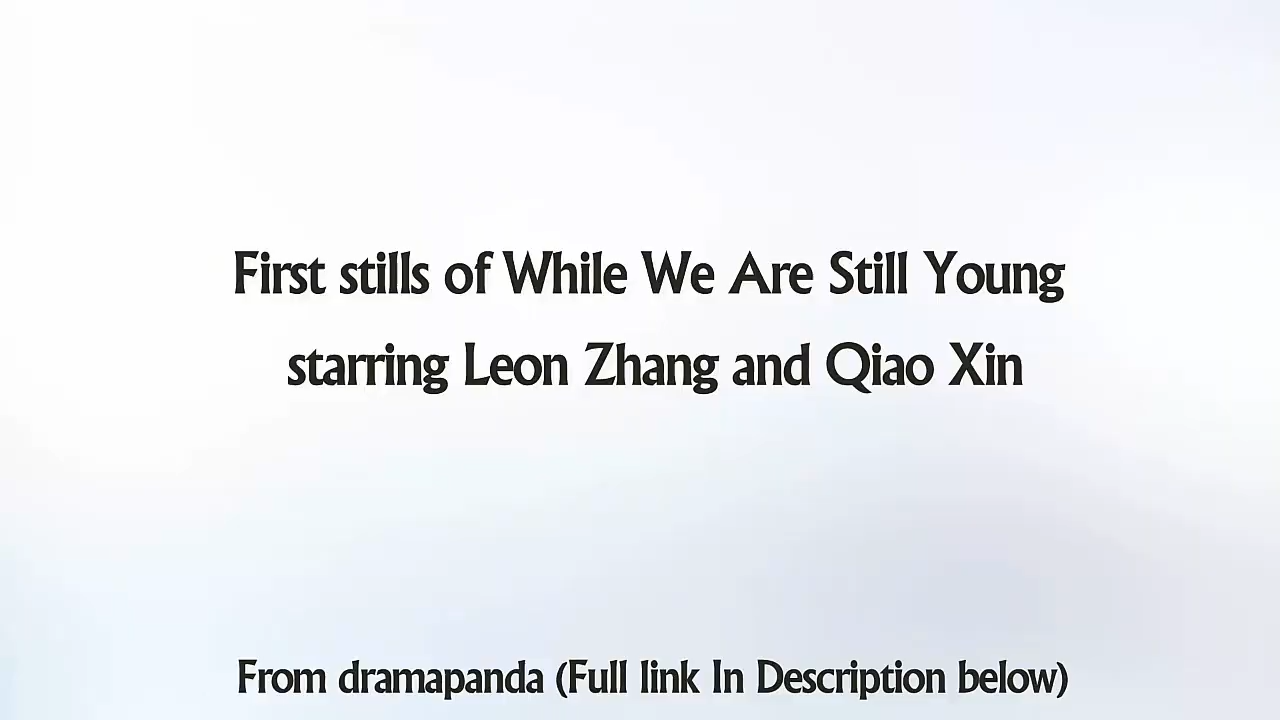 First stills of While We Are Still Young
starring Leon Zhang and Qiao Xin
From dramapanda (Full link In Description below)